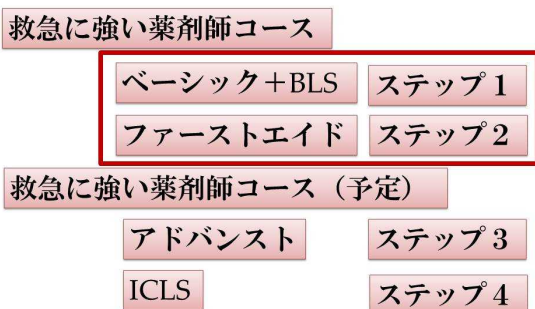 救急に強い薬剤師コース
ベーシック＋BLS ステップ１
ファーストエイド ステップ２
救急に強い薬剤師コース（予定）
アドバンスト ステップ３
ICLS ステップ４